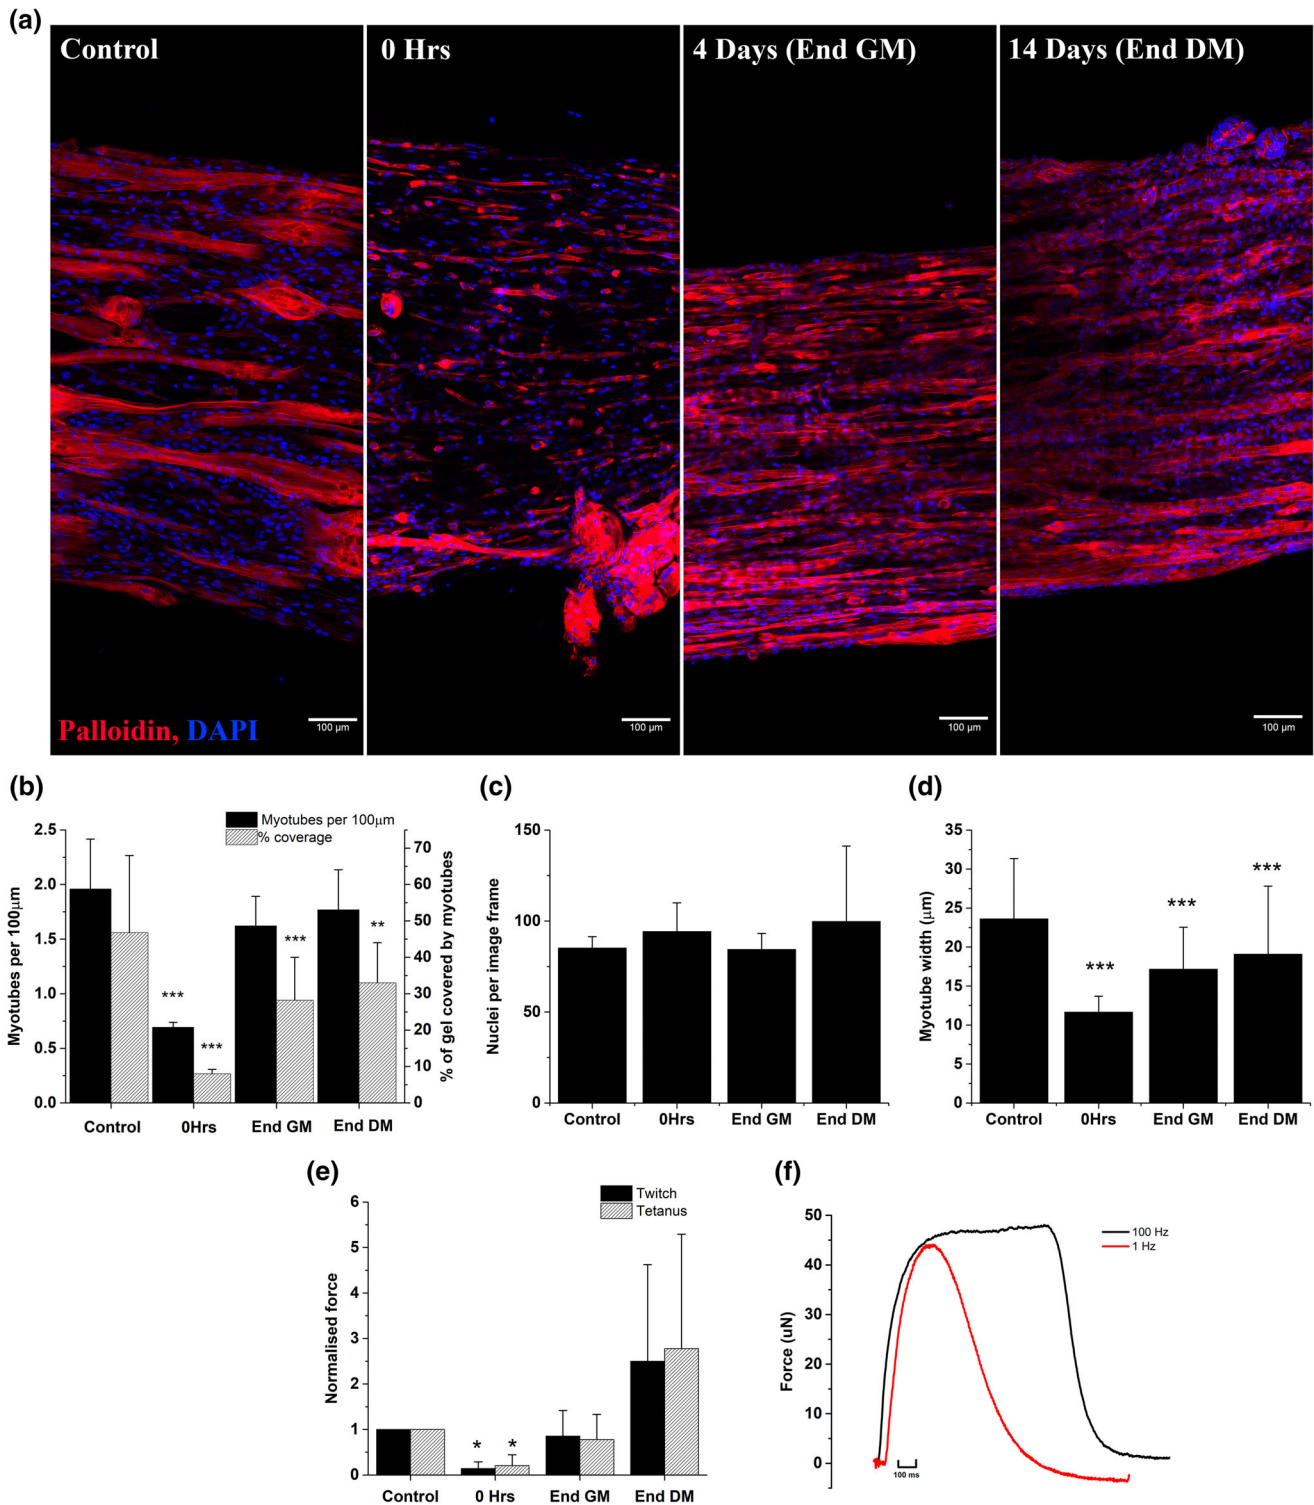 (a)
Control
0 Hrs
4 Days (End GM)
14 Days (End DM)
Palloidin, DAPI
100 µm
100 µm
100 µm
100 µm
(b)
Myotubes per 100µm
% coverage
2.5
2.0
1.5
1.0
0.5
0.0
Myotubes per 100µm
70
60
50
40
30
20
10
0
% of gel covered by myotubes
***
***
***
**
Control
0Hrs
End GM
End DM
(c)
150
100
50
0
Nuclei per image frame
Control
0Hrs
End GM
End DM
(d)
35
30
25
20
15
10
5
0
Myotube width (µm)
***
***
***
Control
0Hrs
End GM
End DM
(e)
Twitch
Tetanus
6
5
4
3
2
1
0
Normalised force
*
*
Control
0 Hrs
End GM
End DM
(f)
100 Hz
1 Hz
50
40
30
20
10
0
Force (uN)
100 ms